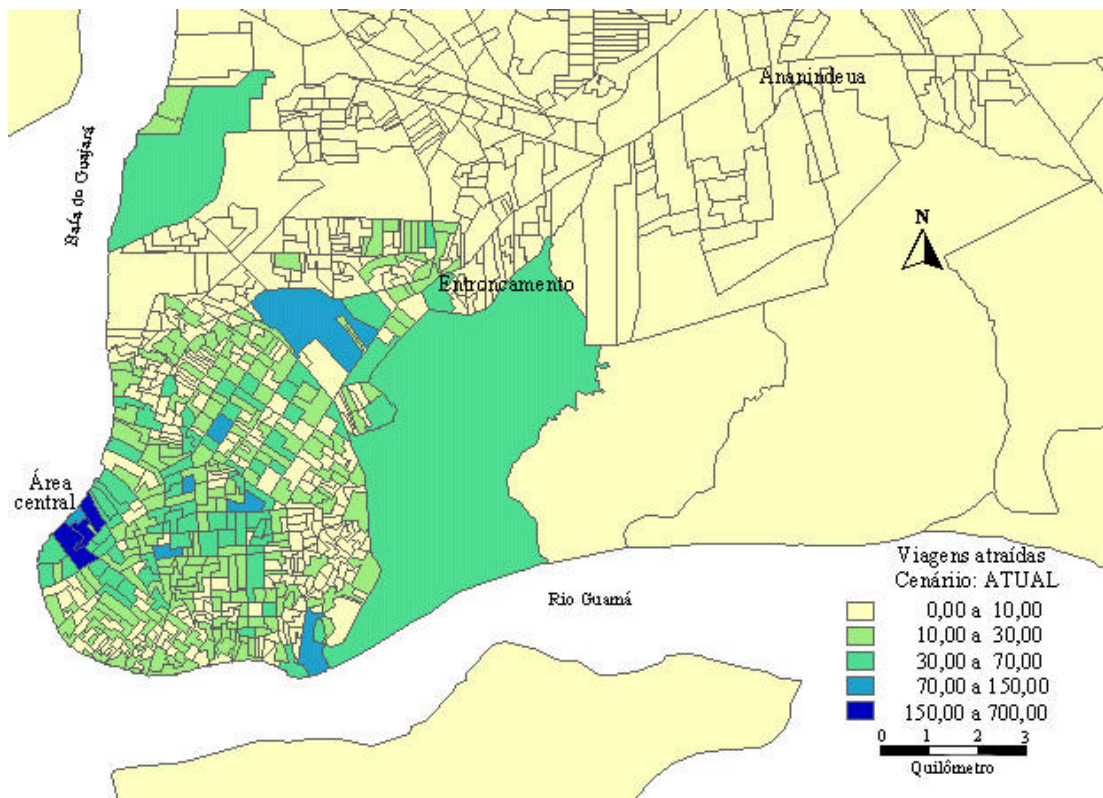 Ananindeua
Baía do Guajará
N
Entroncamento
Área
central
Rio Guamá
Viagens atraídas
Cenáriio: ATUAL
0,00 a 10,00
10,00 a 30,00
30,00 a 70,00
70,00 a 150,00
150,00 a 700,00
0 1 2 3
Quilômetro